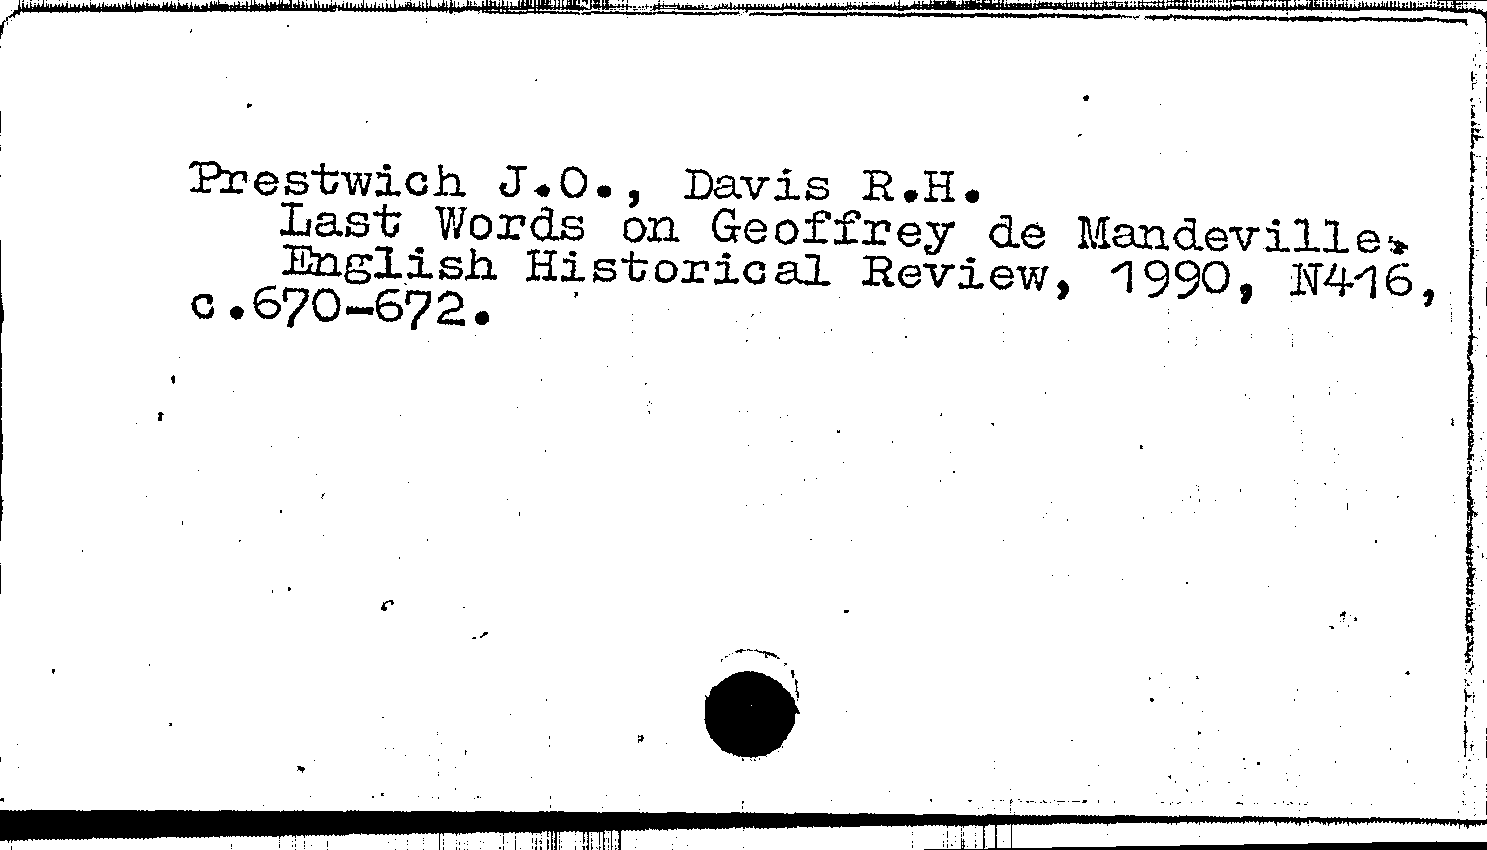 Prestwich J.O., Davis R.H.
Last Words on Geoffrey de Mandeville.
English Historical Review, 1990, N416,
c.670-672.